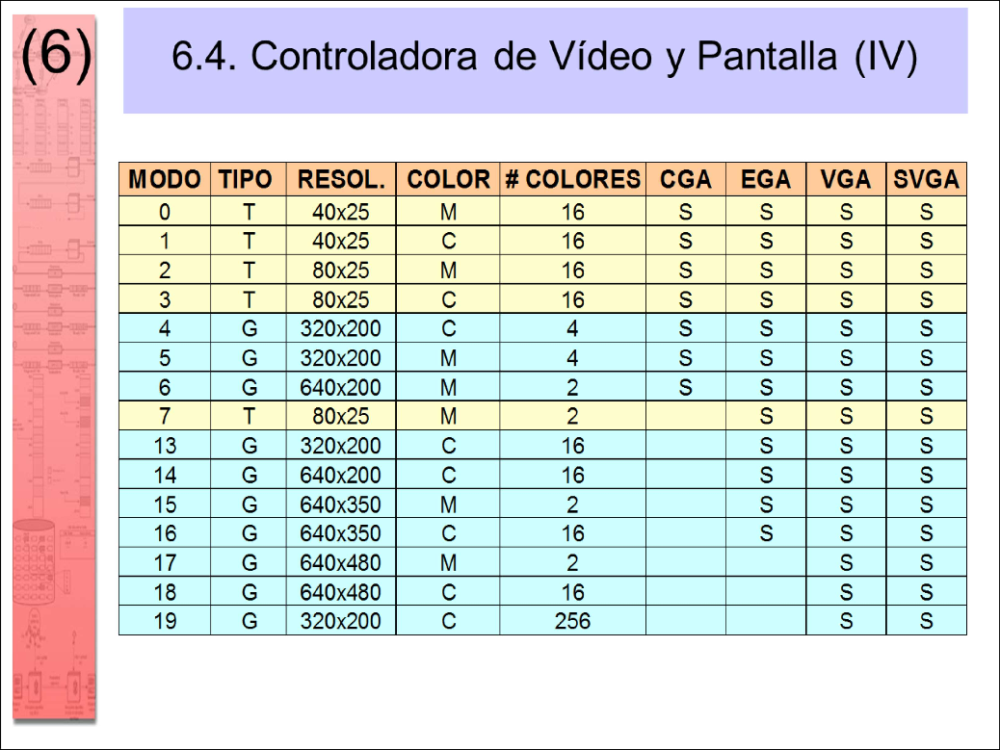 (6)
6.4. Controladora de Vídeo y Pantalla (IV)
MODO TIPO RESOL. COLOR # COLORES CGA EGA VGA SVGA
0 T 40x25 M 16 S S S S
1 T 40x25 C 16 S S S S
2 T 80x25 M 16 S S S S
3 T 80x25 C 16 S S S S
4 G 320x200 C 4 S S S S
5 G 320x200 M 4 S S S S
6 G 640x200 M 2 S S S S
7 T 80x25 M 2 S S S
13 G 320x200 C 16 S S S
14 G 640x200 C 16 S S S
15 G 640x350 M 2 S S S
16 G 640x350 C 16 S S S
17 G 640x480 M 2 S S
18 G 640x480 C 16 S S
19 G 320x200 C 256 S S